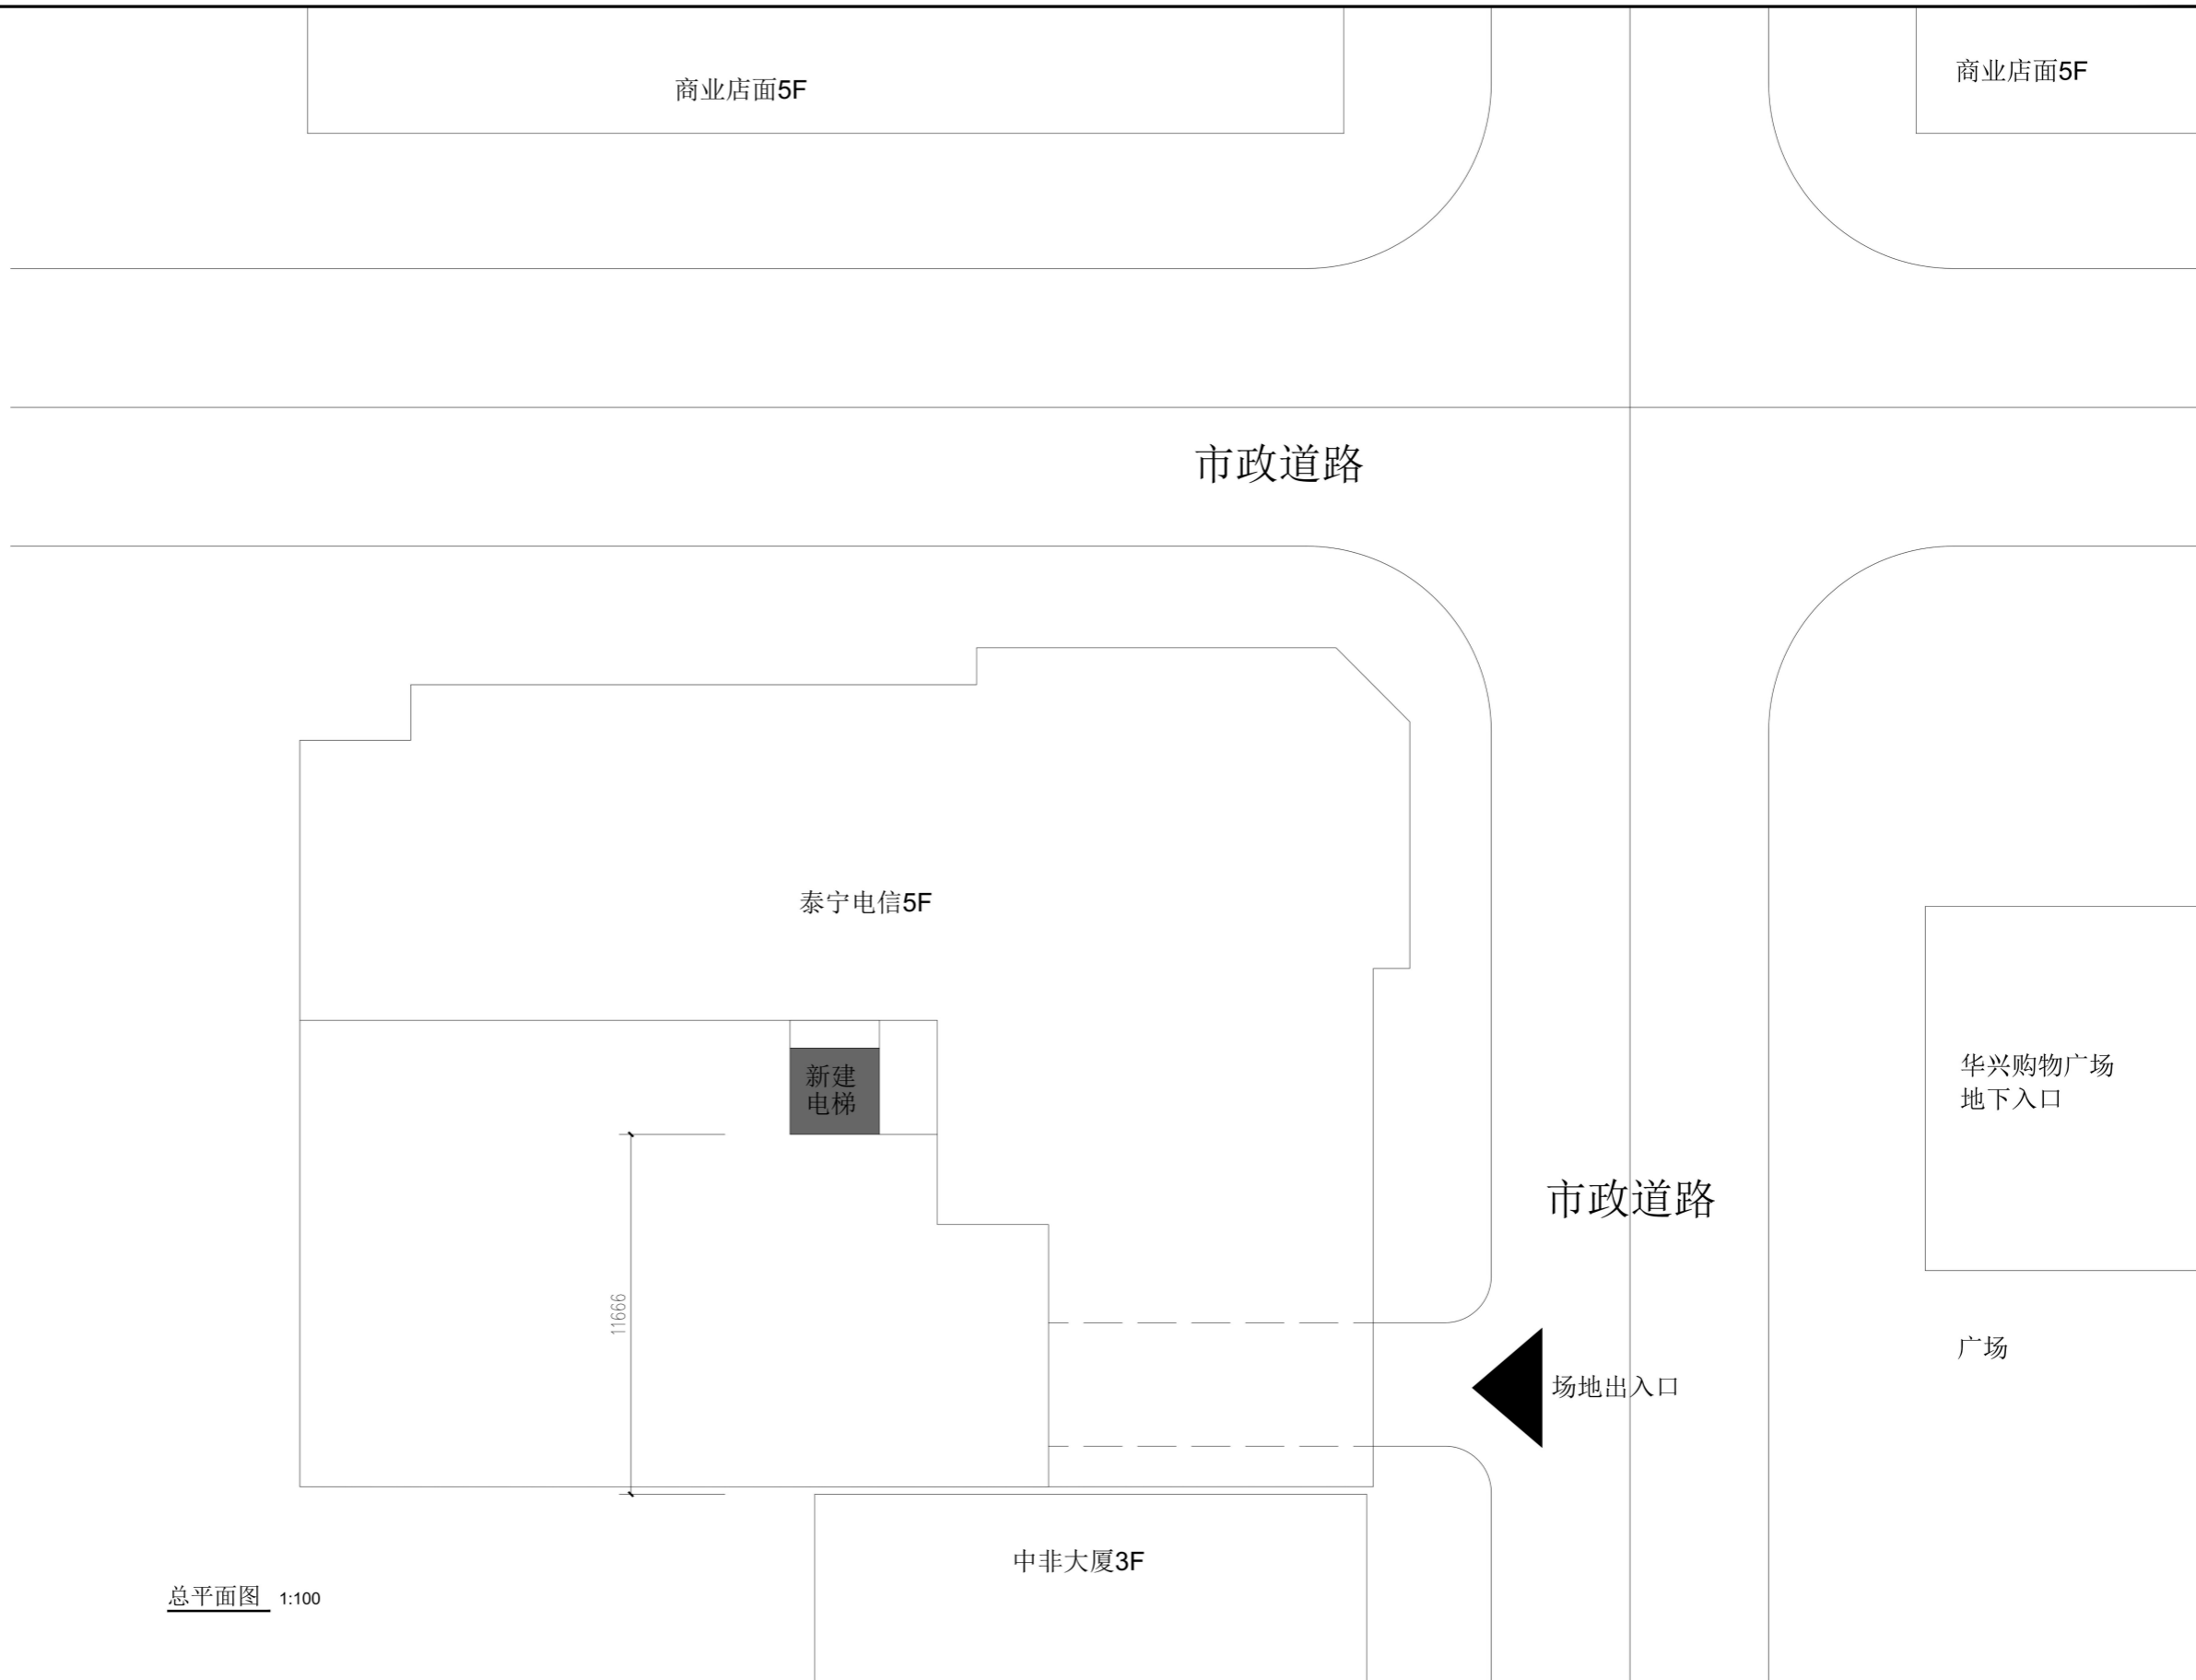 商业店面5F
商业店面5F
市政道路
泰宁电信5F
新建
电梯
华兴购物广场
地下入口
市政道路
11666
广场
场地出入口
中非大厦3F
总平面图 1:100